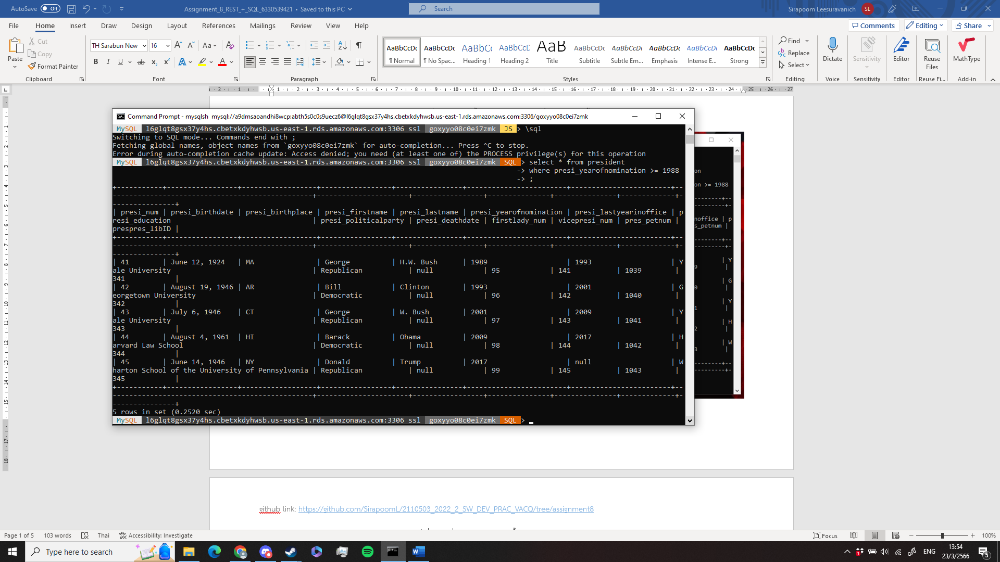 AutoSave Off Assignment_8_REST_+_SQL_6330539421 • Saved to this PC Search Sirapoom Leesuravanich SL
File Home Insert Draw Design Layout References Mailings Review View Help Comments Editing Share
Paste Cut Copy Format Painter
TH Sarabun New 16
AaBbCcDc AaBbCcDc AaBbCc AaBbCcD AaB AaBbCcDc AaBbCcDc AaBbCcDc AaBbCcDc AaBbCcDc
¶ Normal ¶ No Spac... Heading 1 Heading 2 Title Subtitle Subtle Em... Emphasis Intense E... Strong
Find Replace Select Dictate Sensitivity Editor Reuse Files MathType
Clipboard Font Paragraph Styles Editing Voice Sensitivity Editor Reuse Fi... Add-in
Command Prompt - mysqlsh mysql://a9dmsaoandhi8wcp:abth5s0c0s9uecz6@l6glqt8gsx37y4hs.cbetxkdyhwsb.us-east-1.rds.amazonaws.com:3306/goxyyo08c0ei7zmk
MySQL l6glqt8gsx37y4hs.cbetxkdyhwsb.us-east-1.rds.amazonaws.com:3306 ssl goxyyo08c0ei7zmk JS > \sql
Switching to SQL mode... Commands end with ;
Fetching global names, object names from `goxyyo08c0ei7zmk` for auto-completion... Press ^C to stop.
Error during auto-completion cache update: Access denied; you need (at least one of) the PROCESS privilege(s) for this operation
MySQL l6glqt8gsx37y4hs.cbetxkdyhwsb.us-east-1.rds.amazonaws.com:3306 ssl goxyyo08c0ei7zmk SQL > select * from president
-> where presi_yearofnomination >= 1988
-> ;
| presi_num | presi_birthdate | presi_birthplace | presi_firstname | presi_lastname | presi_yearofnomination | presi_lastyearinoffice | p
resi_education | presi_politicalparty | presi_deathdate | firstlady_num | vicepresi_num | pres_petnum |
prespres_libID |
| 41 | June 12, 1924 | MA | George | H.W. Bush | 1989 | 1993 | Y
ale University | Republican | null | 95 | 141 | 1039 |
341 |
| 42 | August 19, 1946 | AR | Bill | Clinton | 1993 | 2001 | G
eorgetown University | Democratic | null | 96 | 142 | 1040 |
342 |
| 43 | July 6, 1946 | CT | George | W. Bush | 2001 | 2009 | Y
ale University | Republican | null | 97 | 143 | 1041 |
343 |
| 44 | August 4, 1961 | HI | Barack | Obama | 2009 | 2017 | H
arvard Law School | Democratic | null | 98 | 144 | 1042 |
344 |
| 45 | June 14, 1946 | NY | Donald | Trump | 2017 | null | W
harton School of the University of Pennsylvania | Republican | null | 99 | 145 | 1043 |
345 |
5 rows in set (0.2520 sec)
MySQL l6glqt8gsx37y4hs.cbetxkdyhwsb.us-east-1.rds.amazonaws.com:3306 ssl goxyyo08c0ei7zmk SQL >
on
on >= 1988
noffice | p
s_petnum |
github link: https://github.com/SirapoomL/2110503_2022_2_SW_DEV_PRAC_VACQ/tree/assignment8
Page 1 of 5 103 words Thai Accessibility: Investigate Focus 100%
Type here to search ENG 13:54
23/3/2566 5